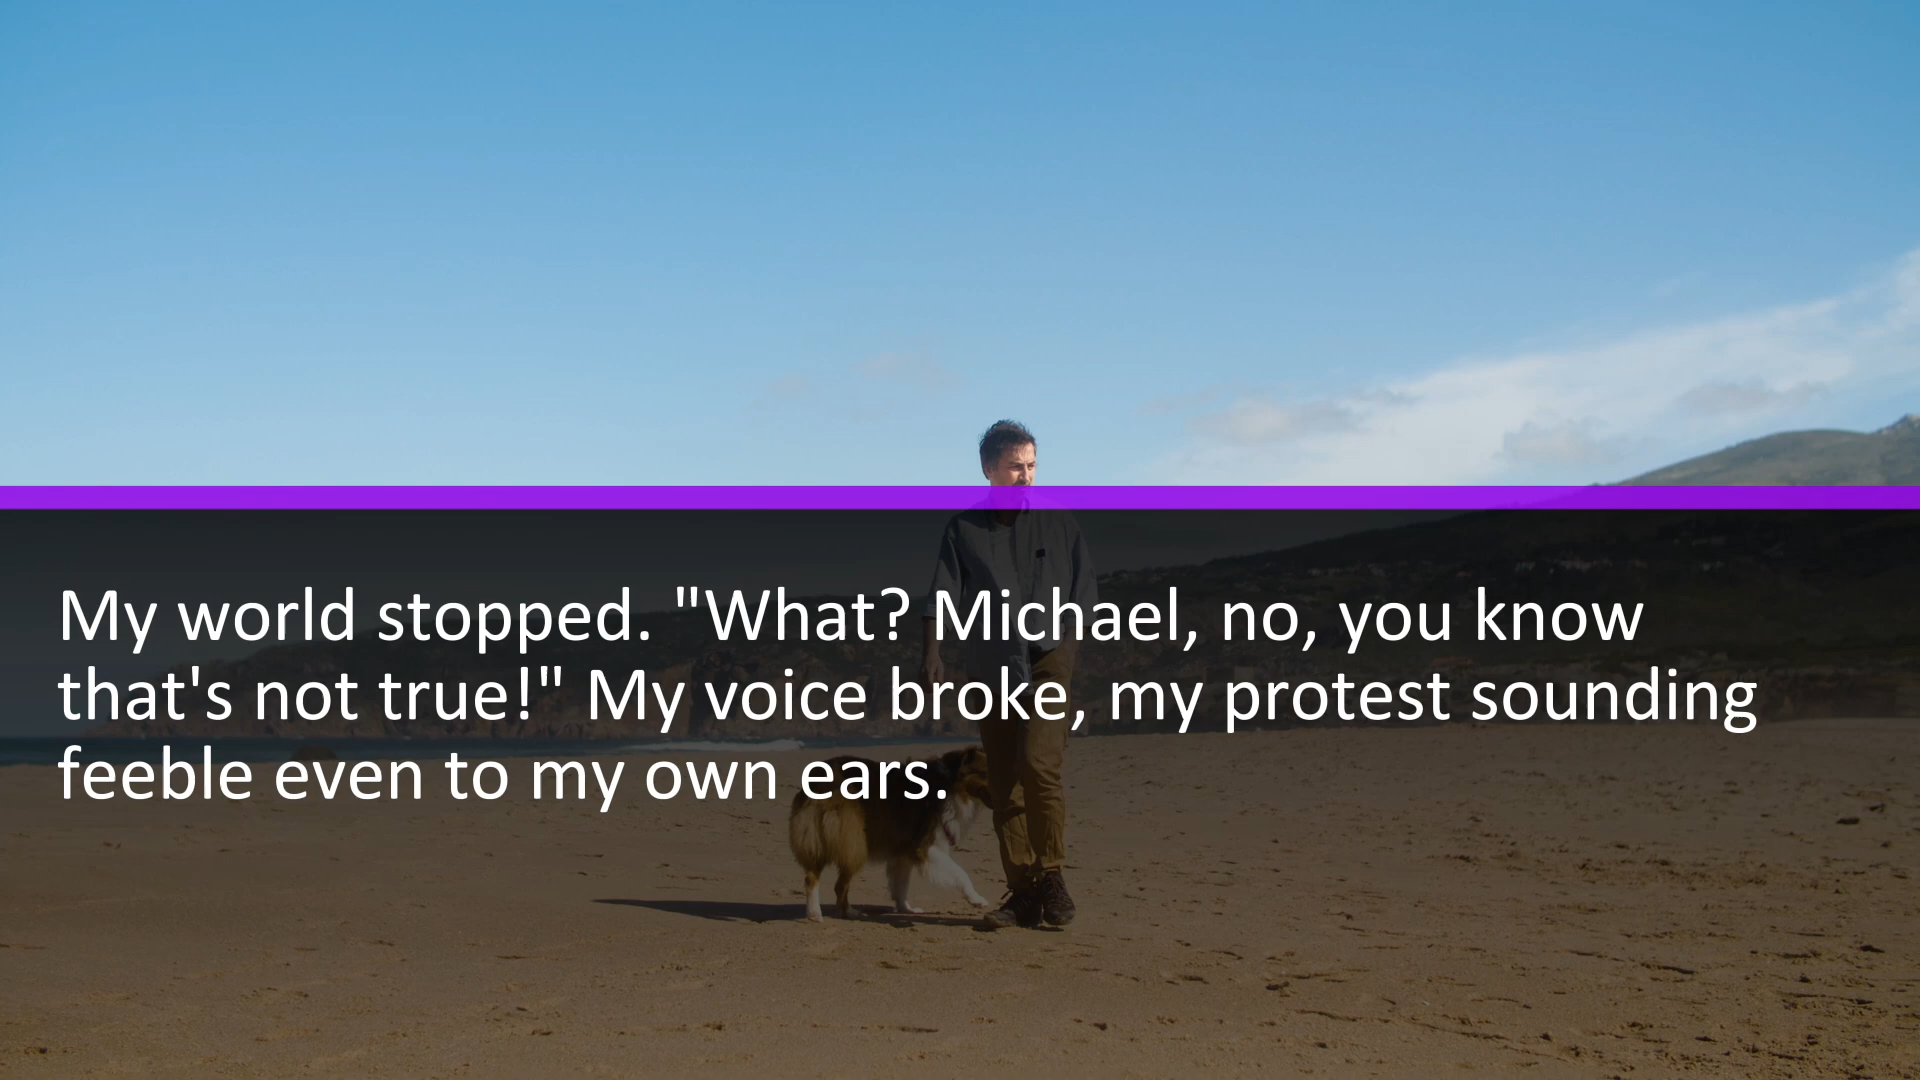 My world stopped. "What? Michael, no, you know
that's not true!" My voice broke, my protest sounding
feeble even to my own ears.